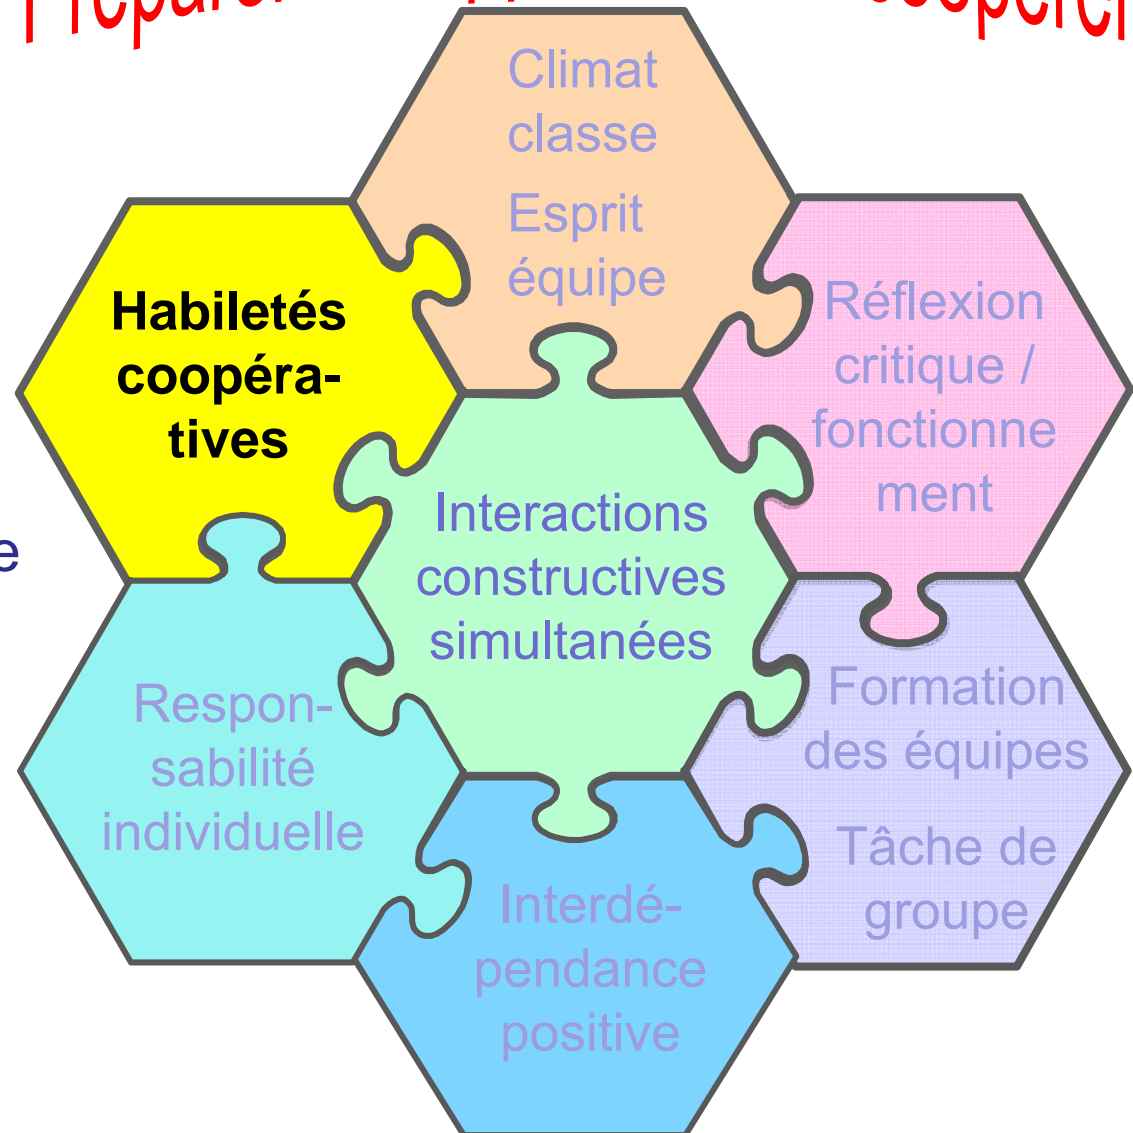 Climat
classe
Esprit
équipe
Habiletés
coopéra-
tives
Réflexion
critique /
fonctionne
ment
Interactions
constructives
simultanées
e
Respon-
sabilité
individuelle
Formation
des équipes
Tâche de
groupe
Interdé-
pendance
positive